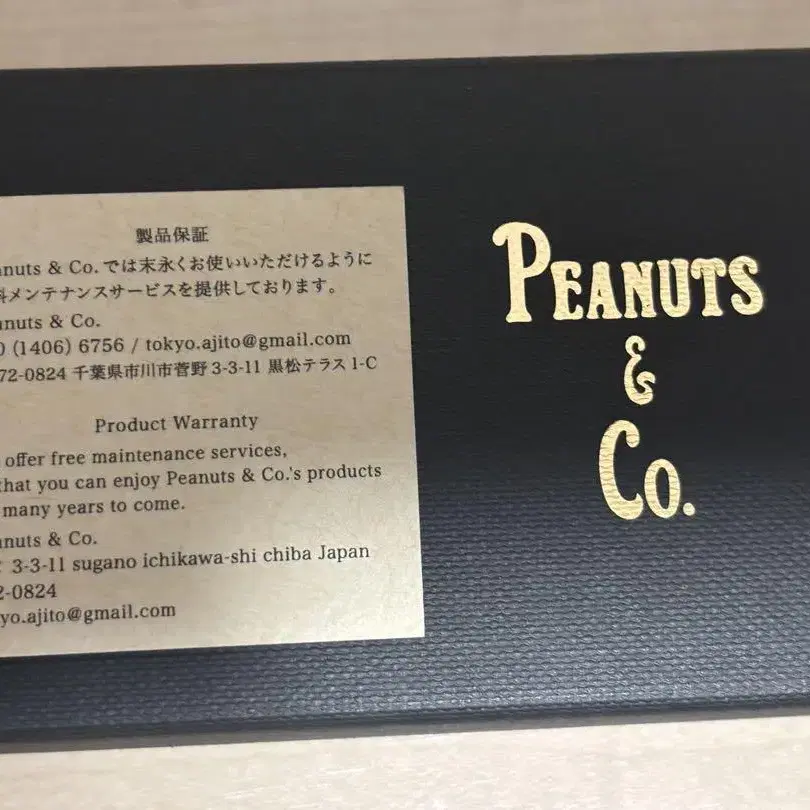 製品保証
nuts & Co. では末永くお使いいただけるように
メンテナンスサービスを提供しております。
nuts & Co.
0 (1406) 6756 / tokyo.ajito@gmail.com
72-0824 千葉県市川市菅野 3-3-11 黒松テラス 1-C
Product Warranty
offer free maintenance services,
that you can enjoy Peanuts & Co.'s products
many years to come.
nuts & Co.
3-3-11 sugano ichikawa-shi chiba Japan
2-0824
yo.ajito@gmail.com
PEANUTS
&
Co.